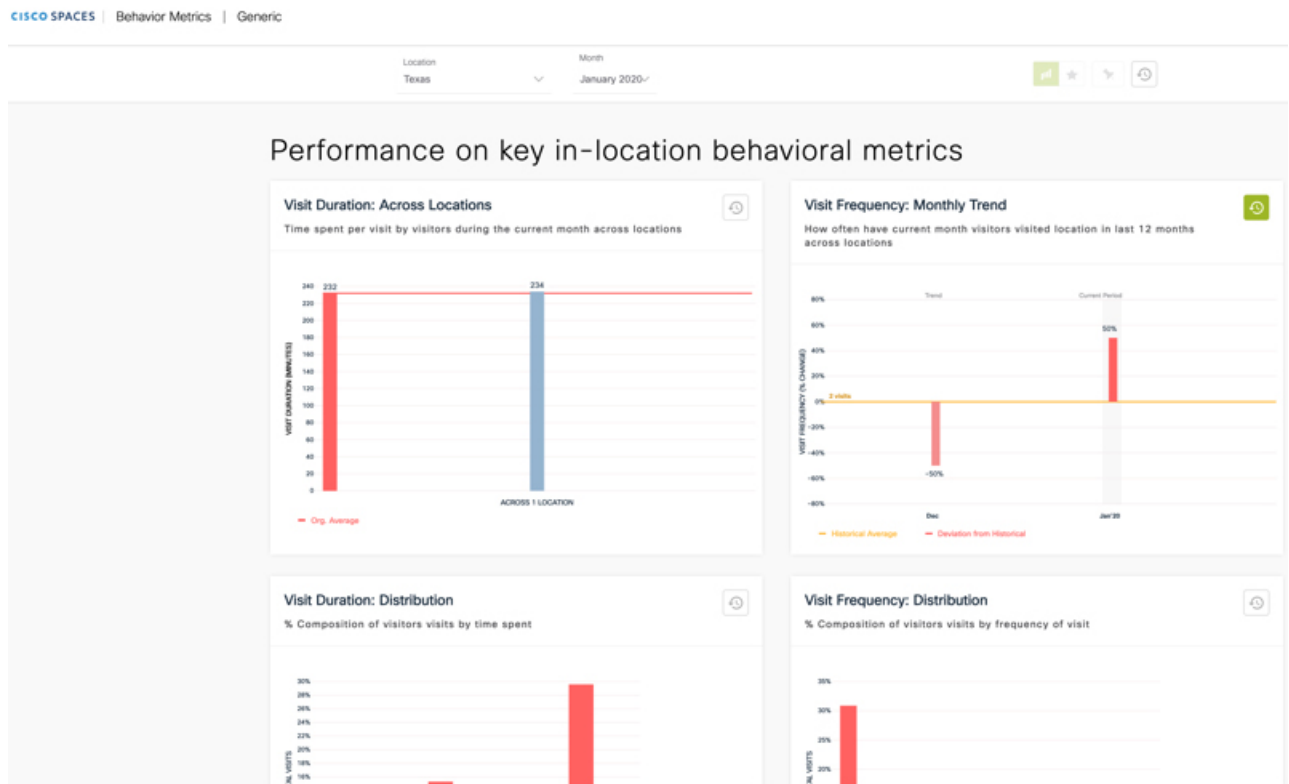 CISCO SPACES | Behavior Metrics | Generic
Location
Month
Texas
January 2020
Performance on key in-location behavioral metrics
Visit Duration: Across Locations
Time spent per visit by visitors during the current month across locations
240
220
200
180
160
140
120
100
80
60
40
20
0
VISIT DURATION (MINUTES)
232
234
ACROSS 1 LOCATION
Org. Average
Visit Frequency: Monthly Trend
How often have current month visitors visited location in last 12 months
across locations
Trend
Current Period
80%
60%
40%
20%
0%
-20%
-40%
-60%
-80%
VISIT FREQUENCY (% CHANGE)
2 visits
50%
-50%
Dec
Jan'20
Historical Average
Deviation from Historical
Visit Duration: Distribution
% Composition of visitors visits by time spent
30%
28%
26%
24%
22%
20%
18%
16%
AL VISITS
Visit Frequency: Distribution
% Composition of visitors visits by frequency of visit
35%
30%
25%
20%
AL VISITS